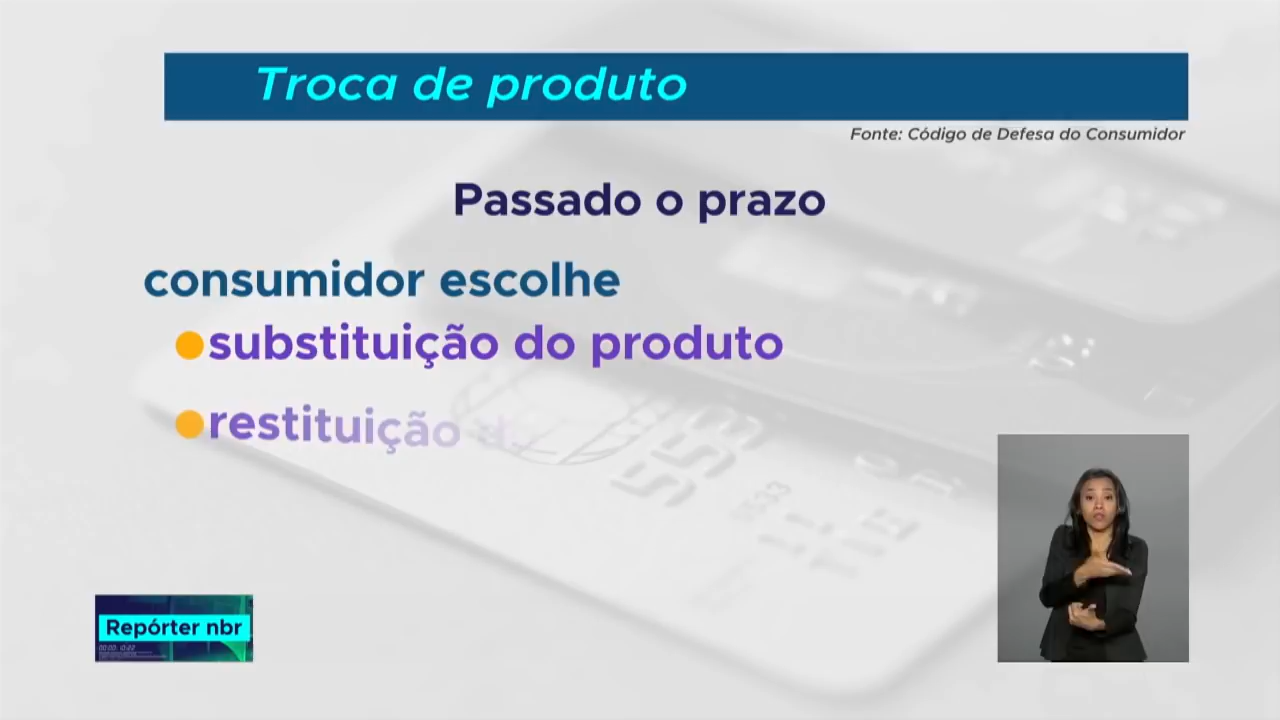 Troca de produto
Fonte: Código de Defesa do Consumidor
Passado o prazo
consumidor escolhe
substituição do produto
restituição
Repórter nbr